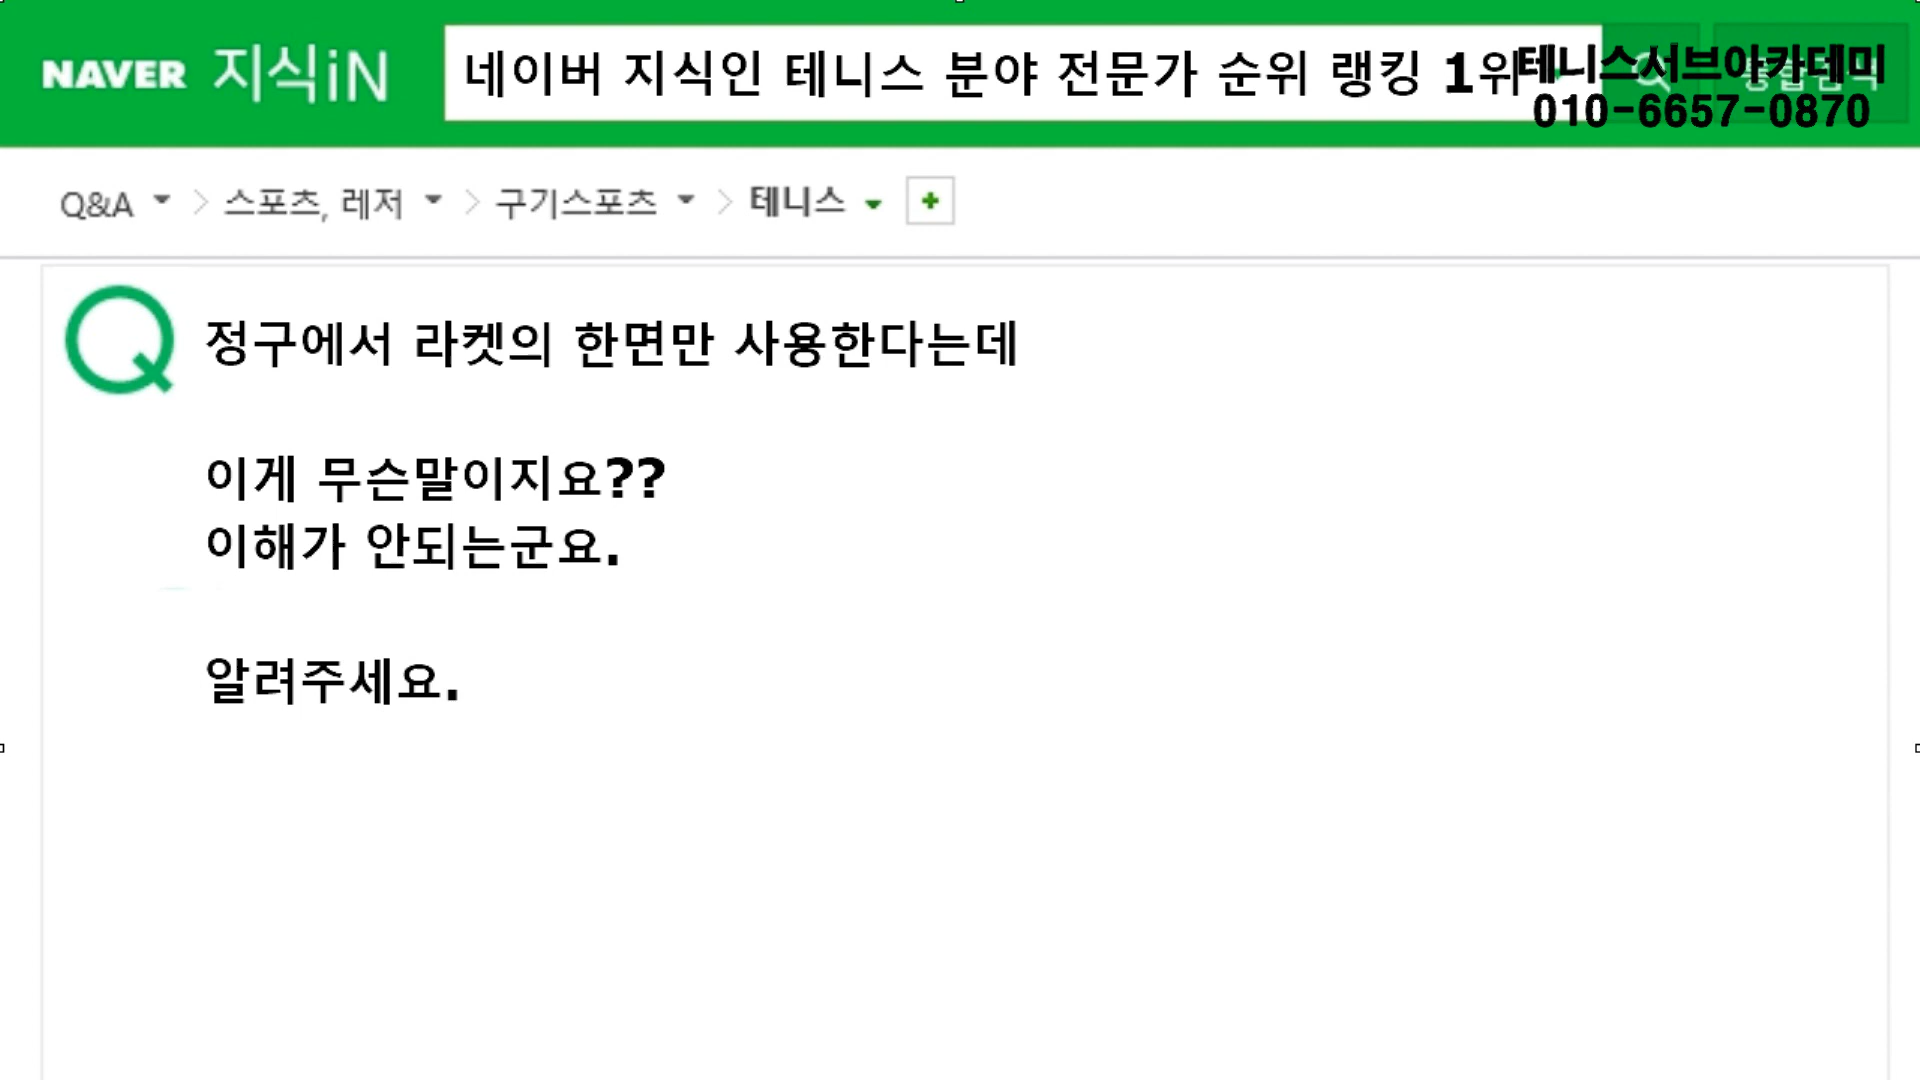 NAVER 지식iN
네이버 지식인 테니스 분야 전문가 순위 랭킹 1위
테니스서브아카데미
010-6657-0870
Q&A > 스포츠, 레저 > 구기스포츠 > 테니스 +
Q 정구에서 라켓의 한면만 사용한다는데
이게 무슨말이지요??
이해가 안되는군요.
알려주세요.